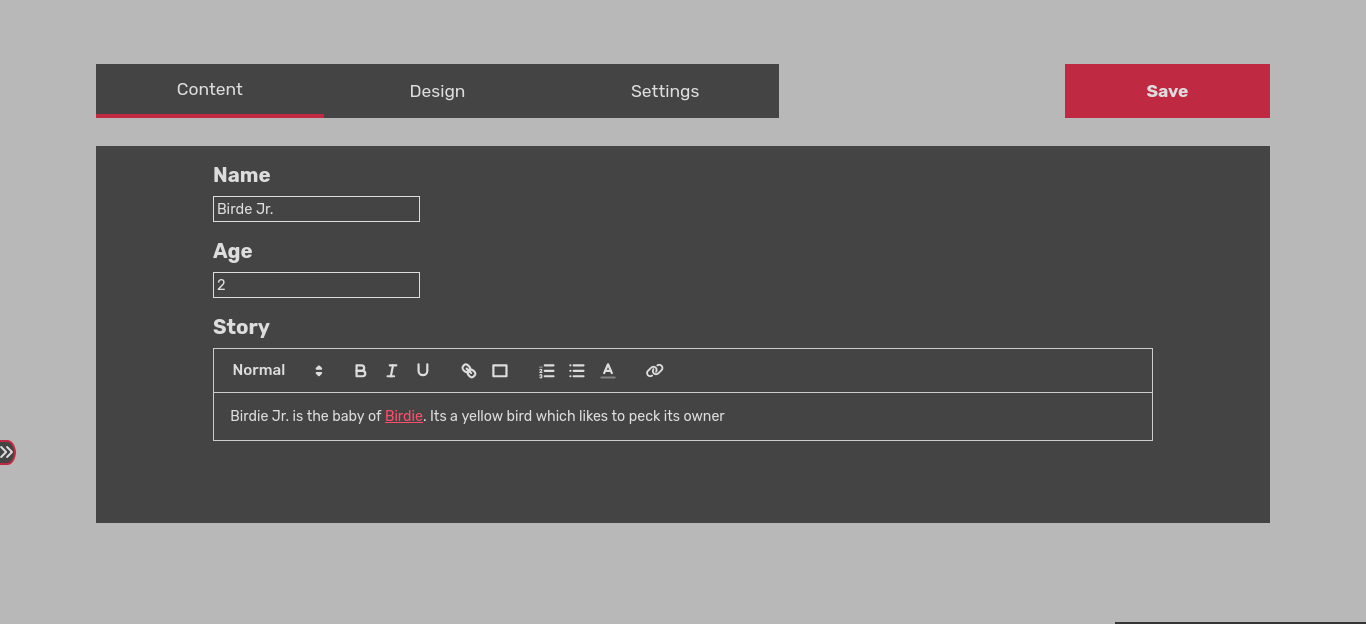 Content Design Settings Save
Name
Birde Jr.
Age
2
Story
Normal
Birdie Jr. is the baby of Birdie. Its a yellow bird which likes to peck its owner